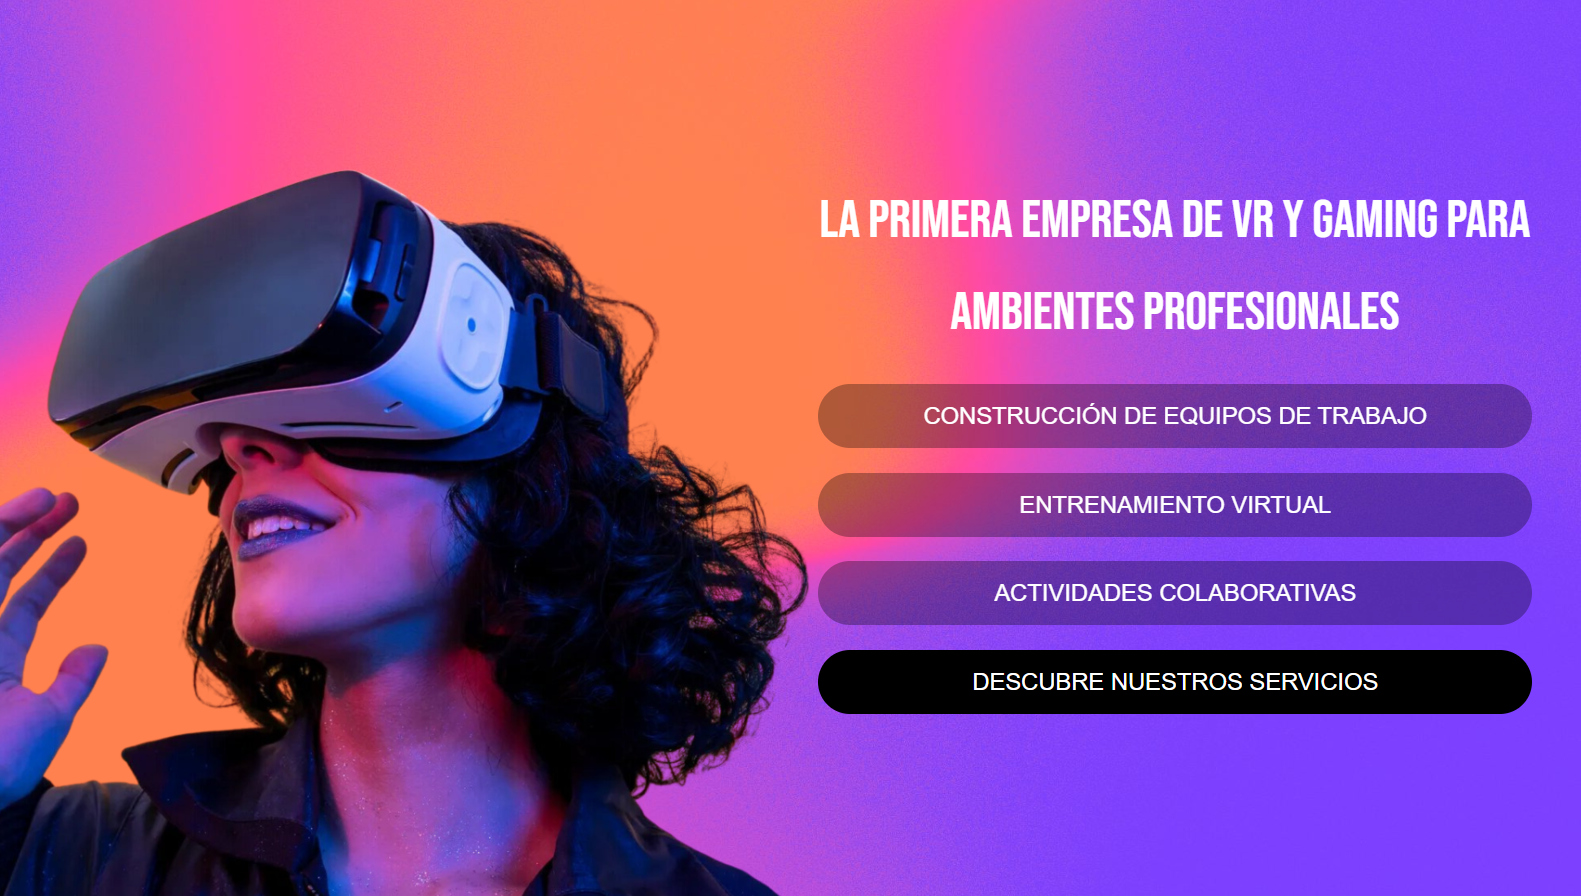 LA PRIMERA EMPRESA DE VR Y GAMING PARA
AMBIENTES PROFESIONALES
CONSTRUCCIÓN DE EQUIPOS DE TRABAJO
ENTRENAMIENTO VIRTUAL
ACTIVIDADES COLABORATIVAS
DESCUBRE NUESTROS SERVICIOS